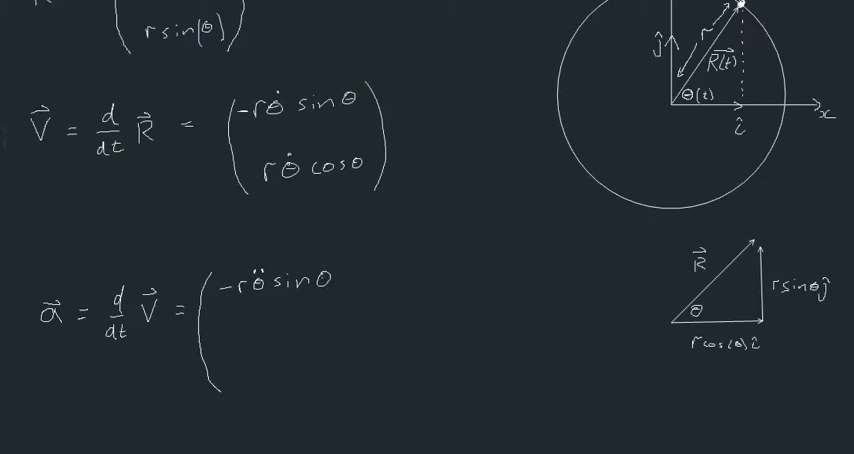 r sin(θ)
V⃗ = d/dt R⃗ = (-rθ̇ sinθ
rθ̇ cosθ)
a⃗ = d/dt V⃗ = (-rθ̈ sinθ
ĵ
r
R⃗(t)
θ(t)
x
î
R⃗
r sinθ ĵ
θ
r cos(θ) î